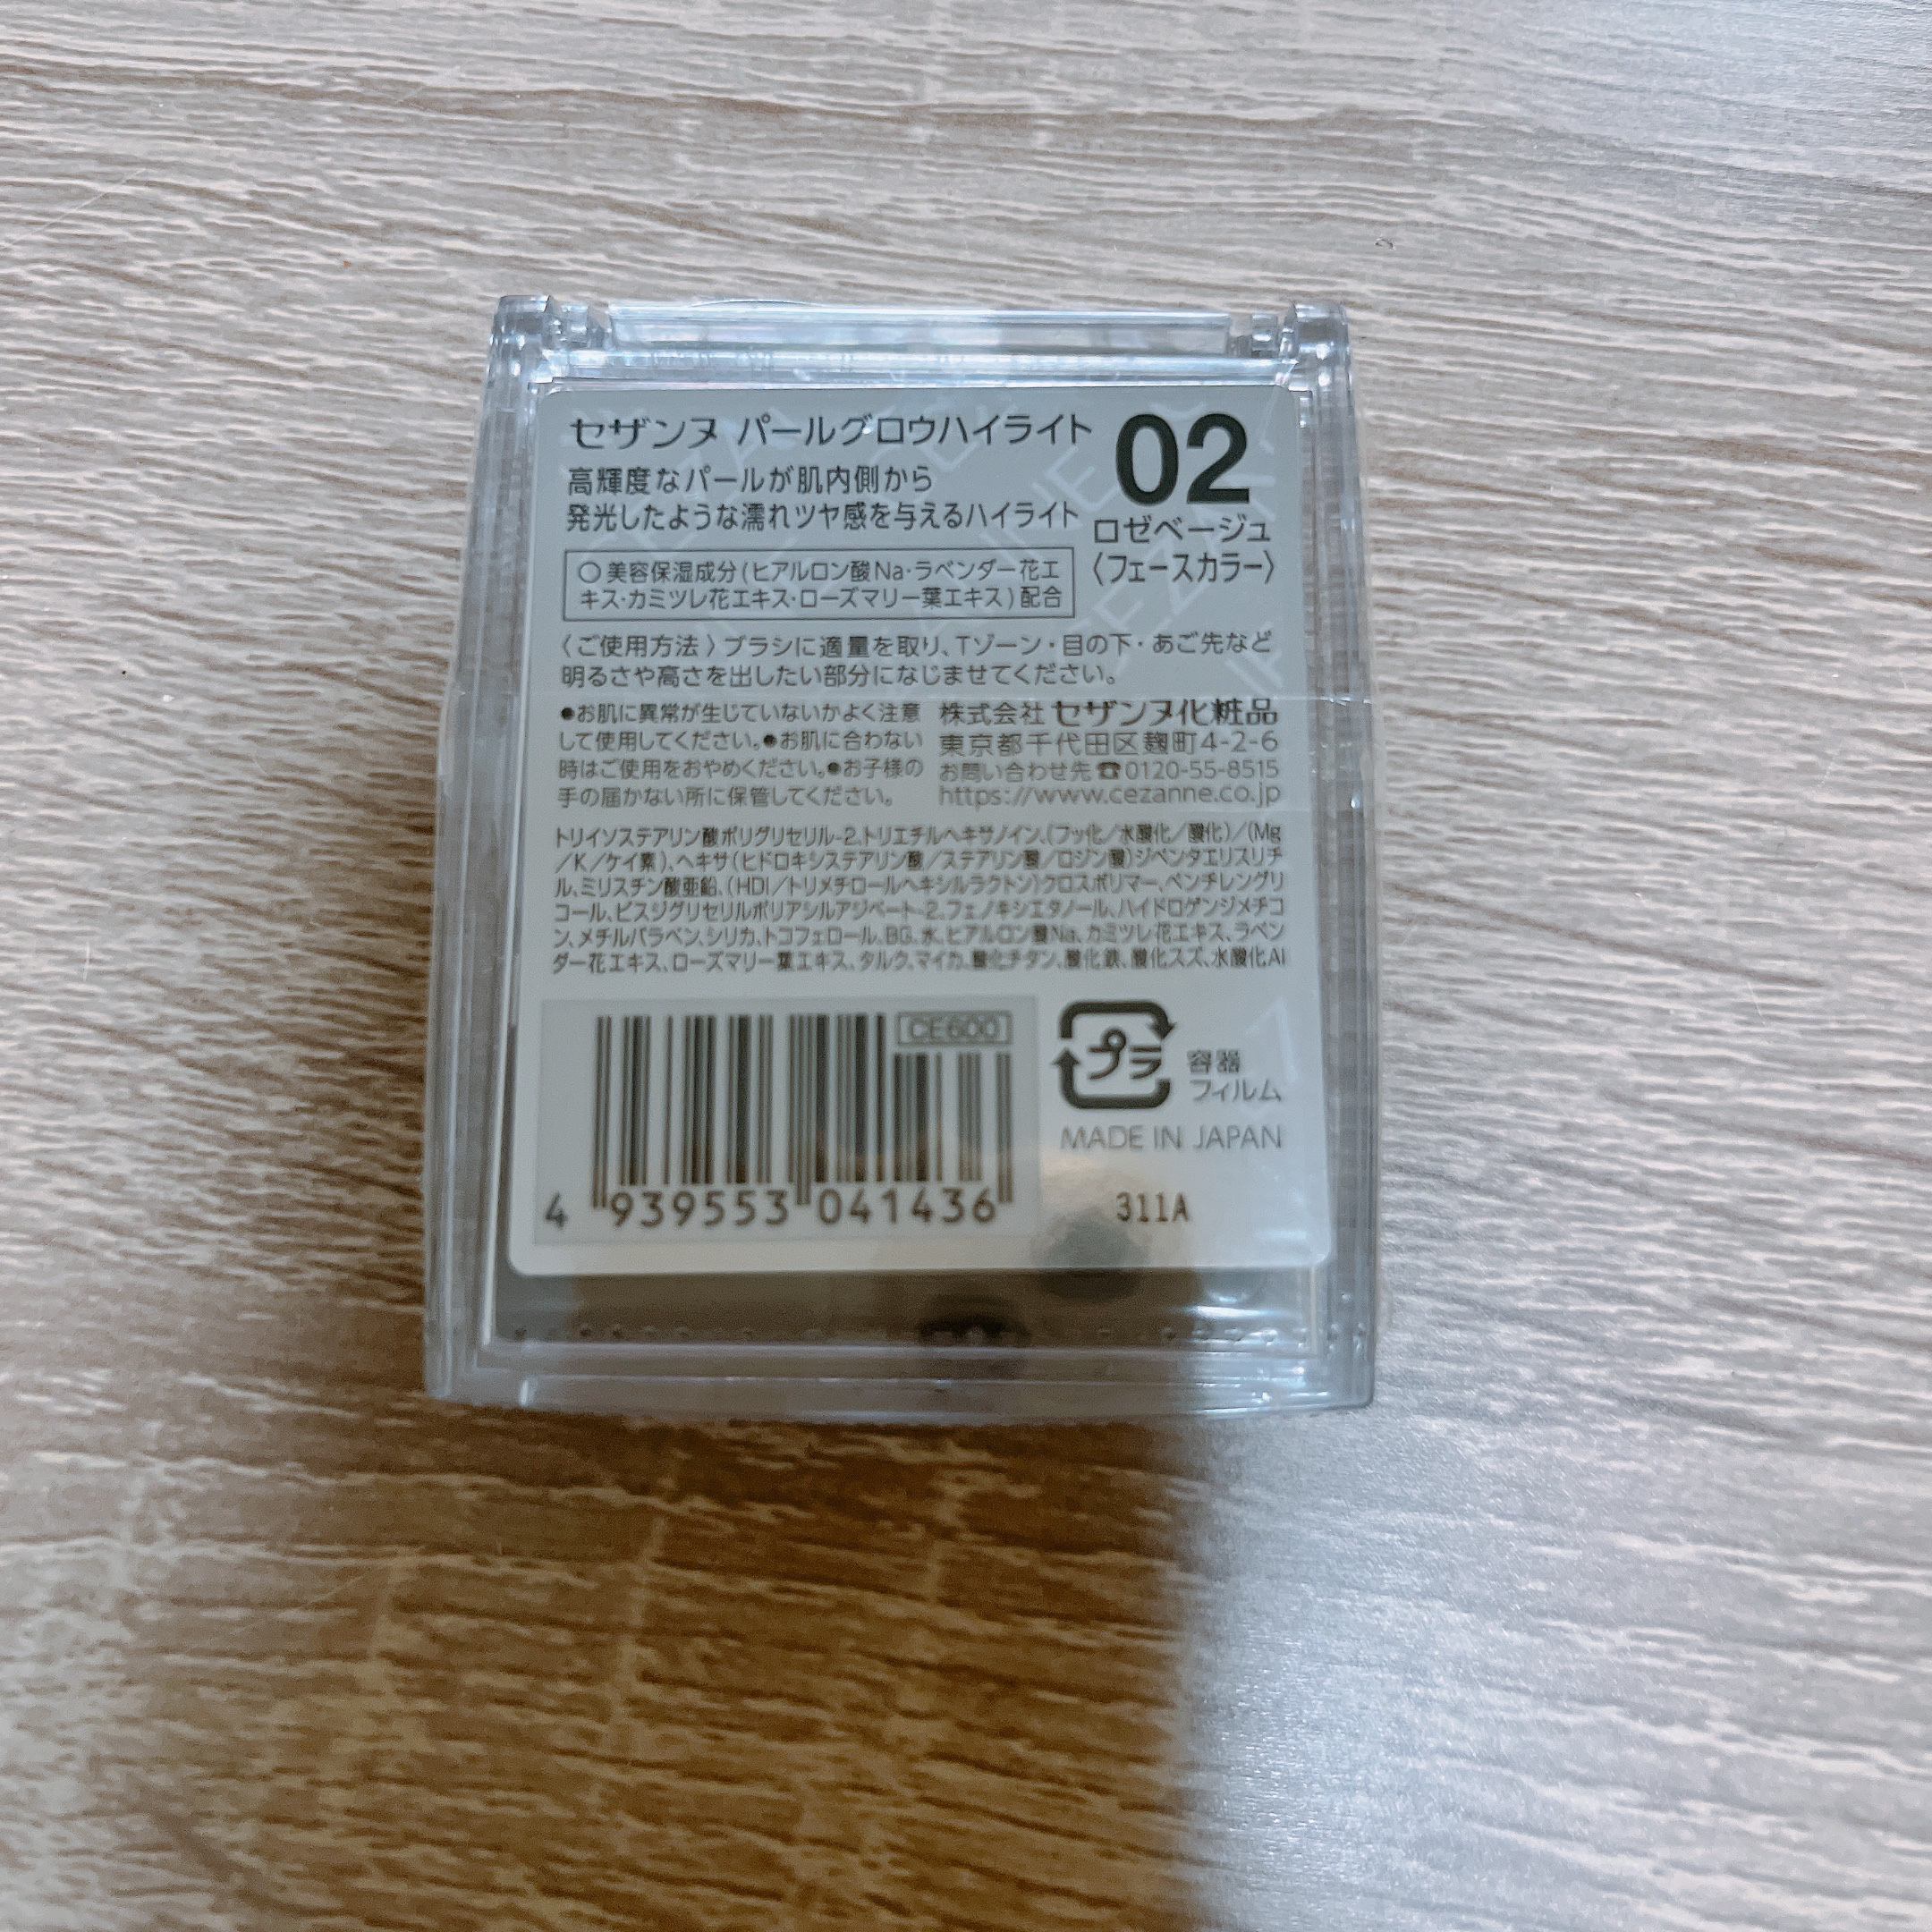 セザンヌ パールグロウハイライト
02
高輝度なパールが肌内側から
発光したような濡れツヤ感を与えるハイライト
ロゼベージュ
〈フェースカラー〉
○美容保湿成分(ヒアルロン酸Na・ラベンダー花エ
キス・カミツレ花エキス・ローズマリー葉エキス)配合
〈ご使用方法〉ブラシに適量を取り、Tゾーン・目の下・あご先など
明るさや高さを出したい部分になじませてください。
●お肌に異常が生じていないかよく注意
して使用してください。●お肌に合わない
時はご使用をおやめください。●お子様の
手の届かない所に保管してください。
株式会社 セザンヌ化粧品
東京都千代田区麹町4-2-6
お問い合わせ先☎0120-55-8515
https://www.cezanne.co.jp
トリイソステアリン酸ポリグリセリル-2、トリエチルヘキサノイン、(フッ化/水酸化/酸化)/(Mg
/K/ケイ素)、ヘキサ(ヒドロキシステアリン酸/ステアリン酸/ロジン酸)ジペンタエリスリチ
ル、ミリスチン酸亜鉛、(HDI/トリメチロールヘキシルラクトン)クロスポリマー、ペンチレングリ
コール、ビスジグリセリルポリアシルアジペート-2、フェノキシエタノール、ハイドロゲンジメチコ
ン、メチルパラベン、シリカ、トコフェロール、BG、水、ヒアルロン酸Na、カミツレ花エキス、ラベン
ダー花エキス、ローズマリー葉エキス、タルク、マイカ、酸化チタン、酸化鉄、酸化スズ、水酸化Al
CE600
4 939553 041436
プラ
容器
フィルム
MADE IN JAPAN
311A